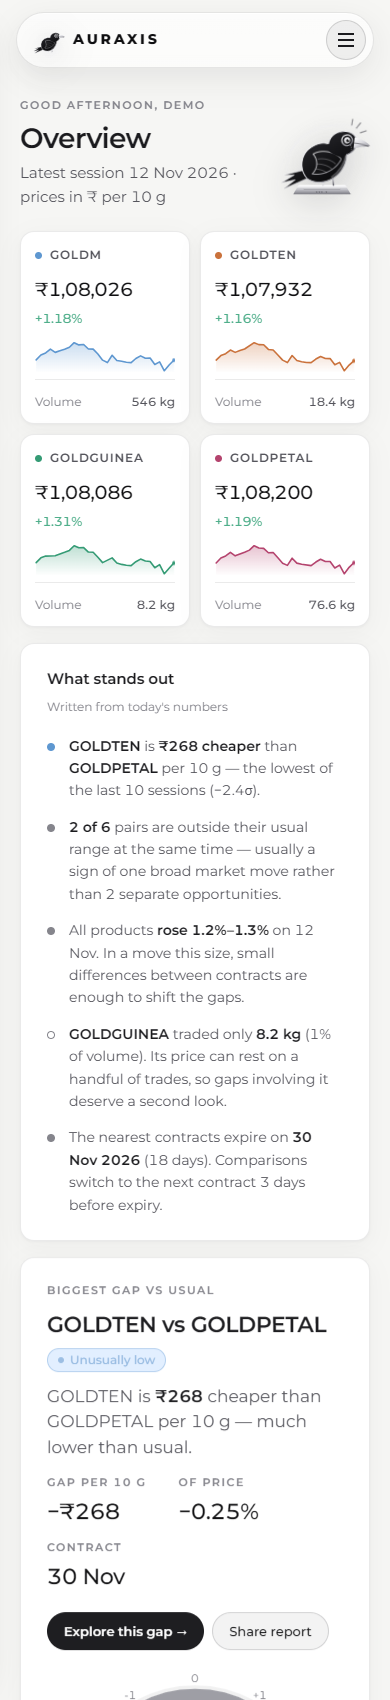 AURAXIS
GOOD AFTERNOON, DEMO
Overview
Latest session 12 Nov 2026 ·
prices in ₹ per 10 g
GOLDM
₹1,08,026
+1.18%
Volume 546 kg
GOLDTEN
₹1,07,932
+1.16%
Volume 18.4 kg
GOLDGUINEA
₹1,08,086
+1.31%
Volume 8.2 kg
GOLDPETAL
₹1,08,200
+1.19%
Volume 76.6 kg
What stands out
Written from today's numbers
GOLDTEN is ₹268 cheaper than
GOLDPETAL per 10 g — the lowest of
the last 10 sessions (−2.4σ).
2 of 6 pairs are outside their usual
range at the same time — usually a
sign of one broad market move rather
than 2 separate opportunities.
All products rose 1.2%–1.3% on 12
Nov. In a move this size, small
differences between contracts are
enough to shift the gaps.
GOLDGUINEA traded only 8.2 kg (1%
of volume). Its price can rest on a
handful of trades, so gaps involving it
deserve a second look.
The nearest contracts expire on 30
Nov 2026 (18 days). Comparisons
switch to the next contract 3 days
before expiry.
BIGGEST GAP VS USUAL
GOLDTEN vs GOLDPETAL
Unusually low
GOLDTEN is ₹268 cheaper than
GOLDPETAL per 10 g — much
lower than usual.
GAP PER 10 G OF PRICE
−₹268 −0.25%
CONTRACT
30 Nov
Explore this gap → Share report
0
-1 +1